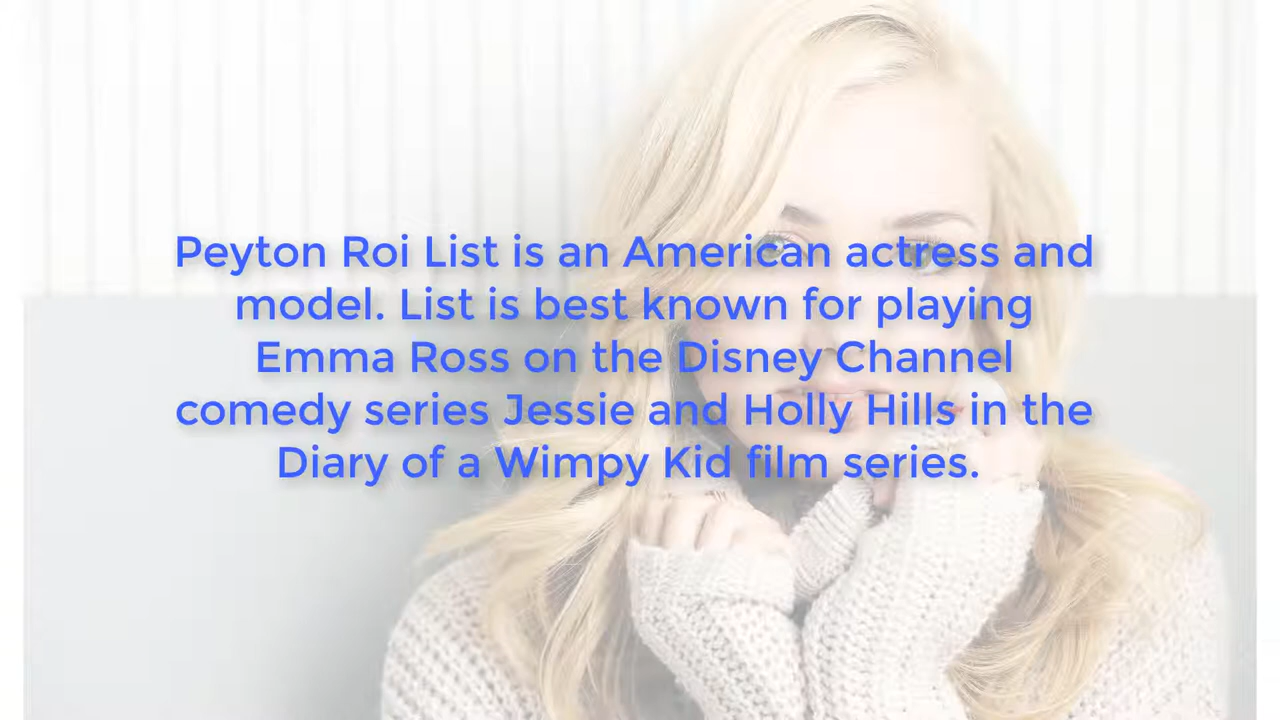 Peyton Roi List is an American actress and
model. List is best known for playing
Emma Ross on the Disney Channel
comedy series Jessie and Holly Hills in the
Diary of a Wimpy Kid film series.